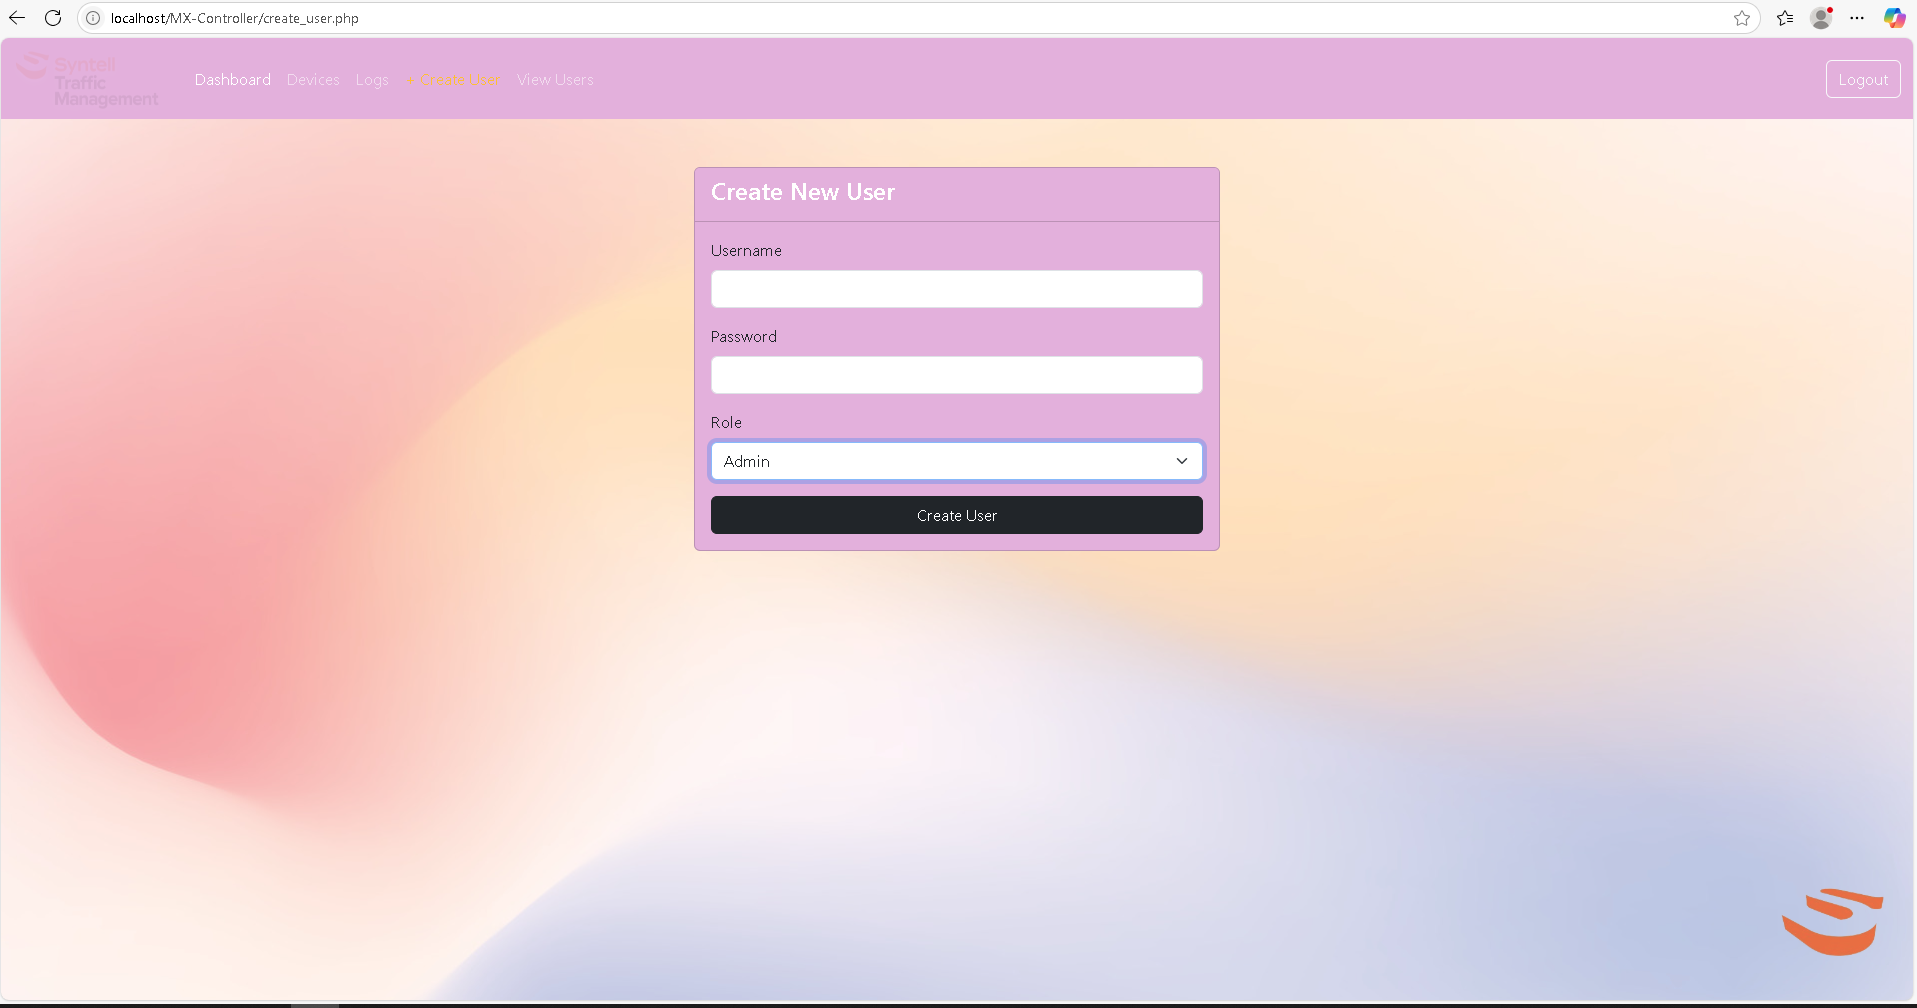 localhost/MX-Controller/create_user.php
Syntell
Traffic
Management
Dashboard Devices Logs + Create User View Users
Logout
Create New User
Username
Password
Role
Admin
Create User